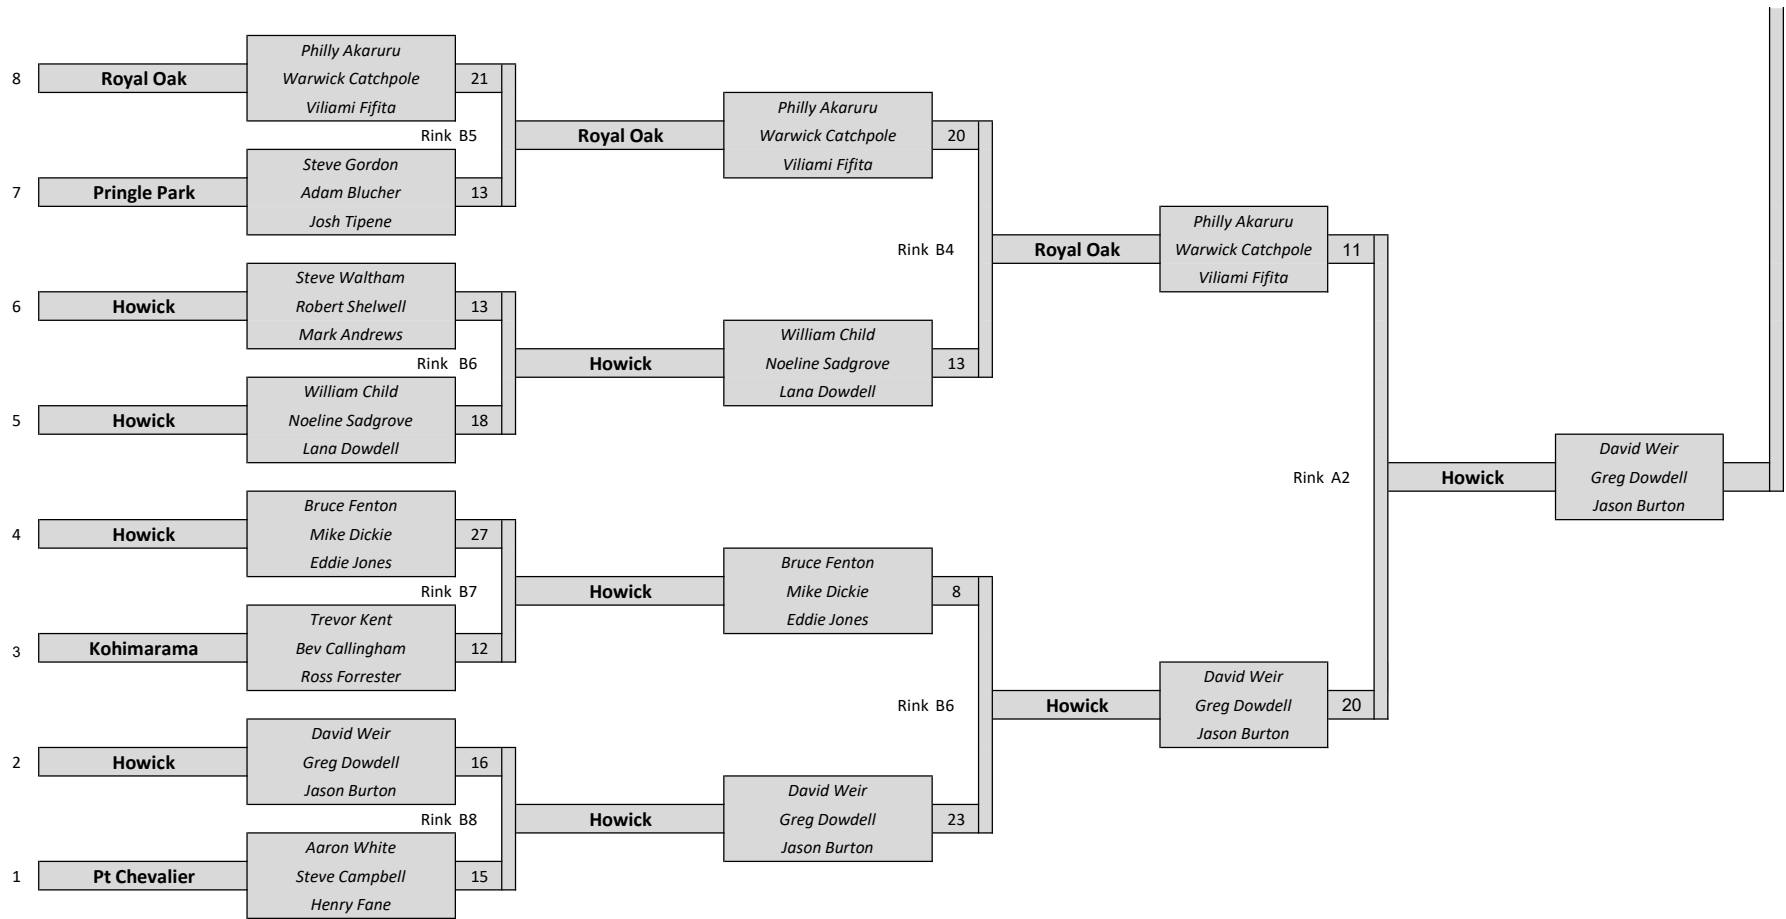 Philly Akaruru
8 Royal Oak Warwick Catchpole 21
Viliami Fifita
Rink B5
Steve Gordon
7 Pringle Park Adam Blucher 13
Josh Tipene
Steve Waltham
6 Howick Robert Shelwell 13
Mark Andrews
Rink B6
William Child
5 Howick Noeline Sadgrove 18
Lana Dowdell
Bruce Fenton
4 Howick Mike Dickie 27
Eddie Jones
Rink B7
Trevor Kent
3 Kohimarama Bev Callingham 12
Ross Forrester
David Weir
2 Howick Greg Dowdell 16
Jason Burton
Rink B8
Aaron White
1 Pt Chevalier Steve Campbell 15
Henry Fane
Philly Akaruru
Royal Oak Warwick Catchpole 20
Viliami Fifita
Rink B4
William Child
Howick Noeline Sadgrove 13
Lana Dowdell
Bruce Fenton
Howick Mike Dickie 8
Eddie Jones
Rink B6
David Weir
Howick Greg Dowdell 23
Jason Burton
Philly Akaruru
Royal Oak Warwick Catchpole 11
Viliami Fifita
Rink A2
David Weir
Howick Greg Dowdell 20
Jason Burton
David Weir
Howick Greg Dowdell
Jason Burton